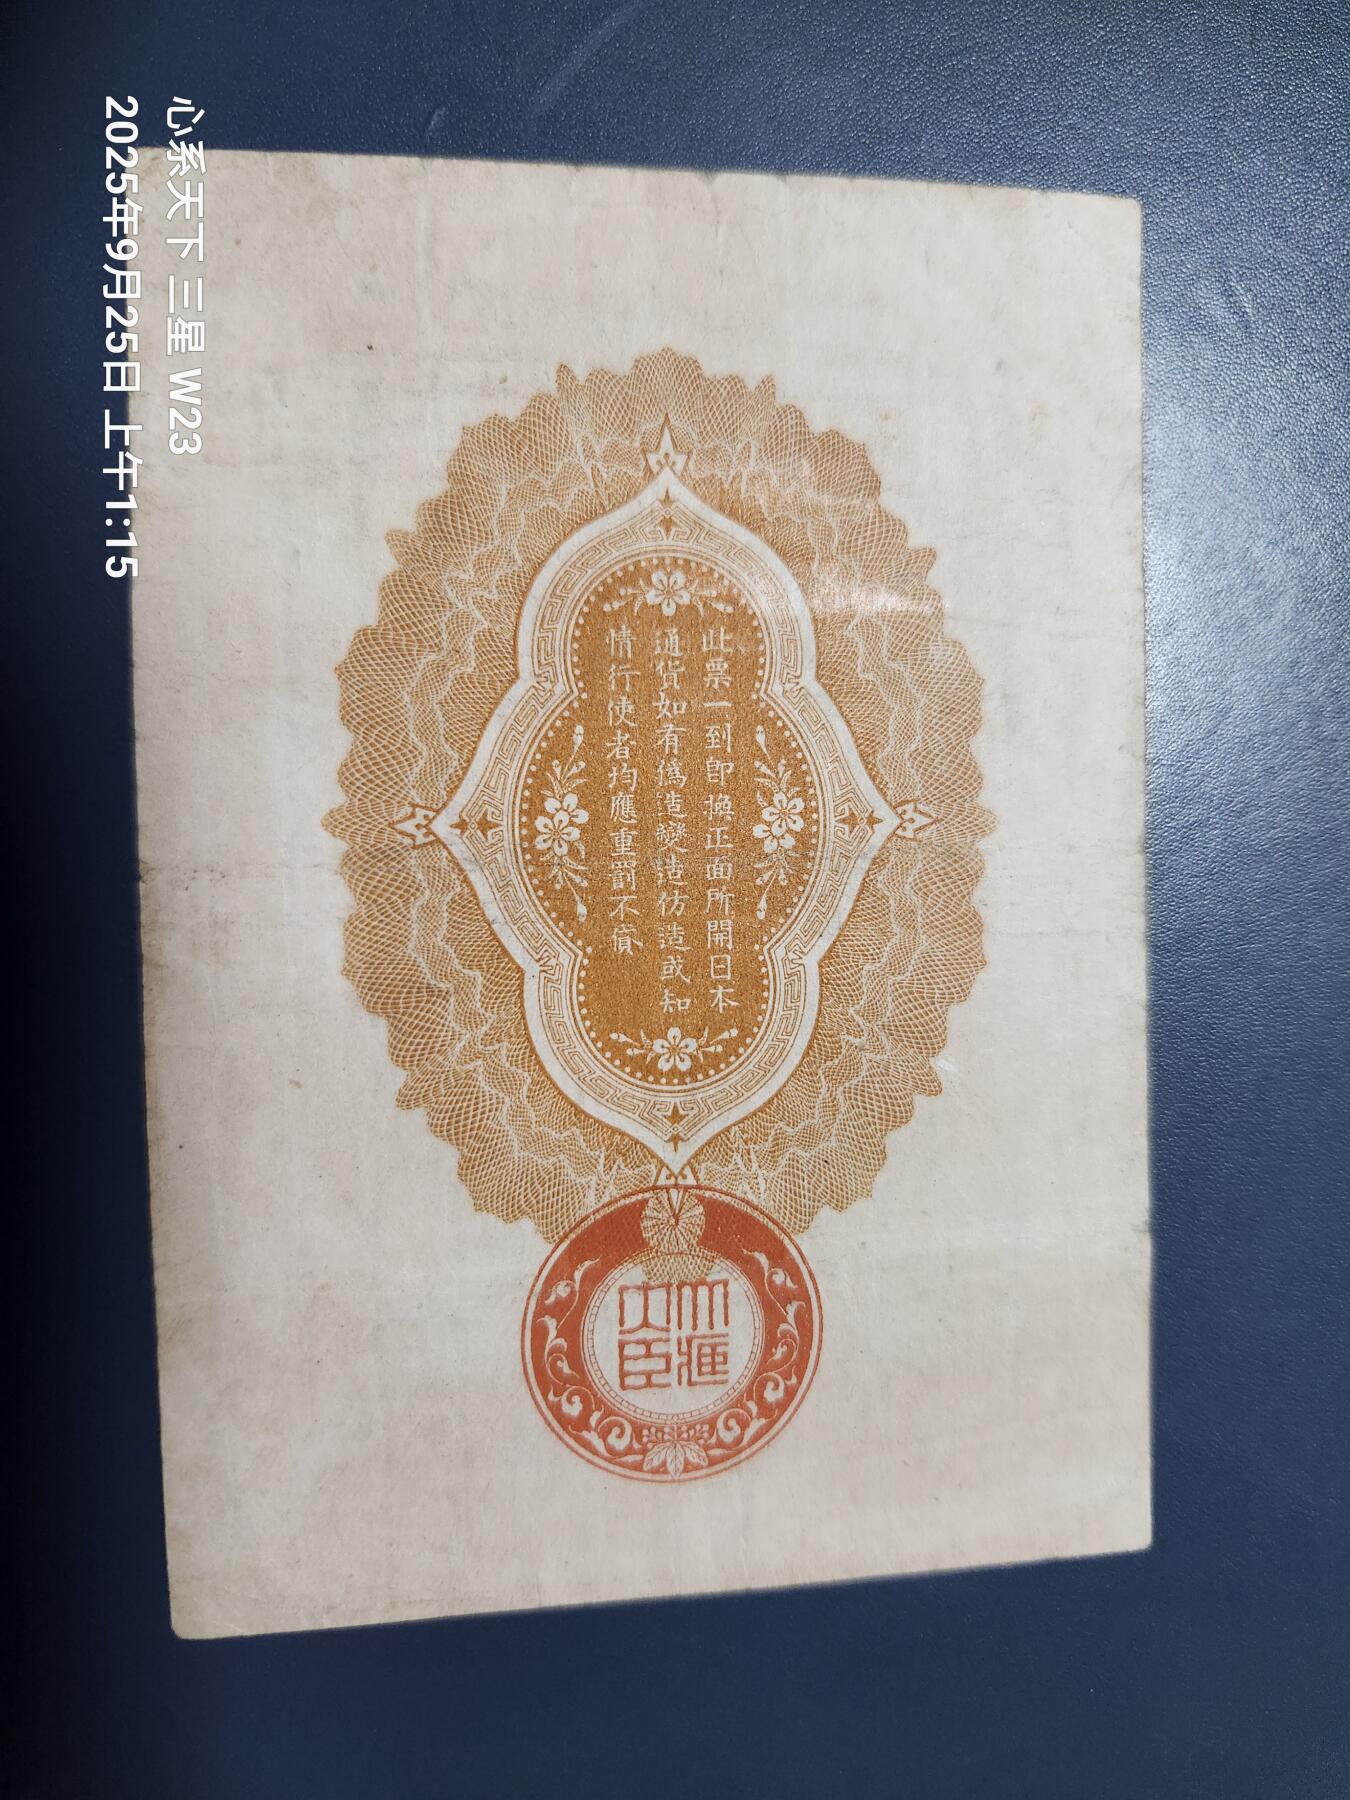 心系天下 三星 W23
2025年9月25日 上午1:15
此票一到即換正面所開日本
通貨如有偽造變造仿造或知
情行使者均應重罰不貸
大藏
大臣